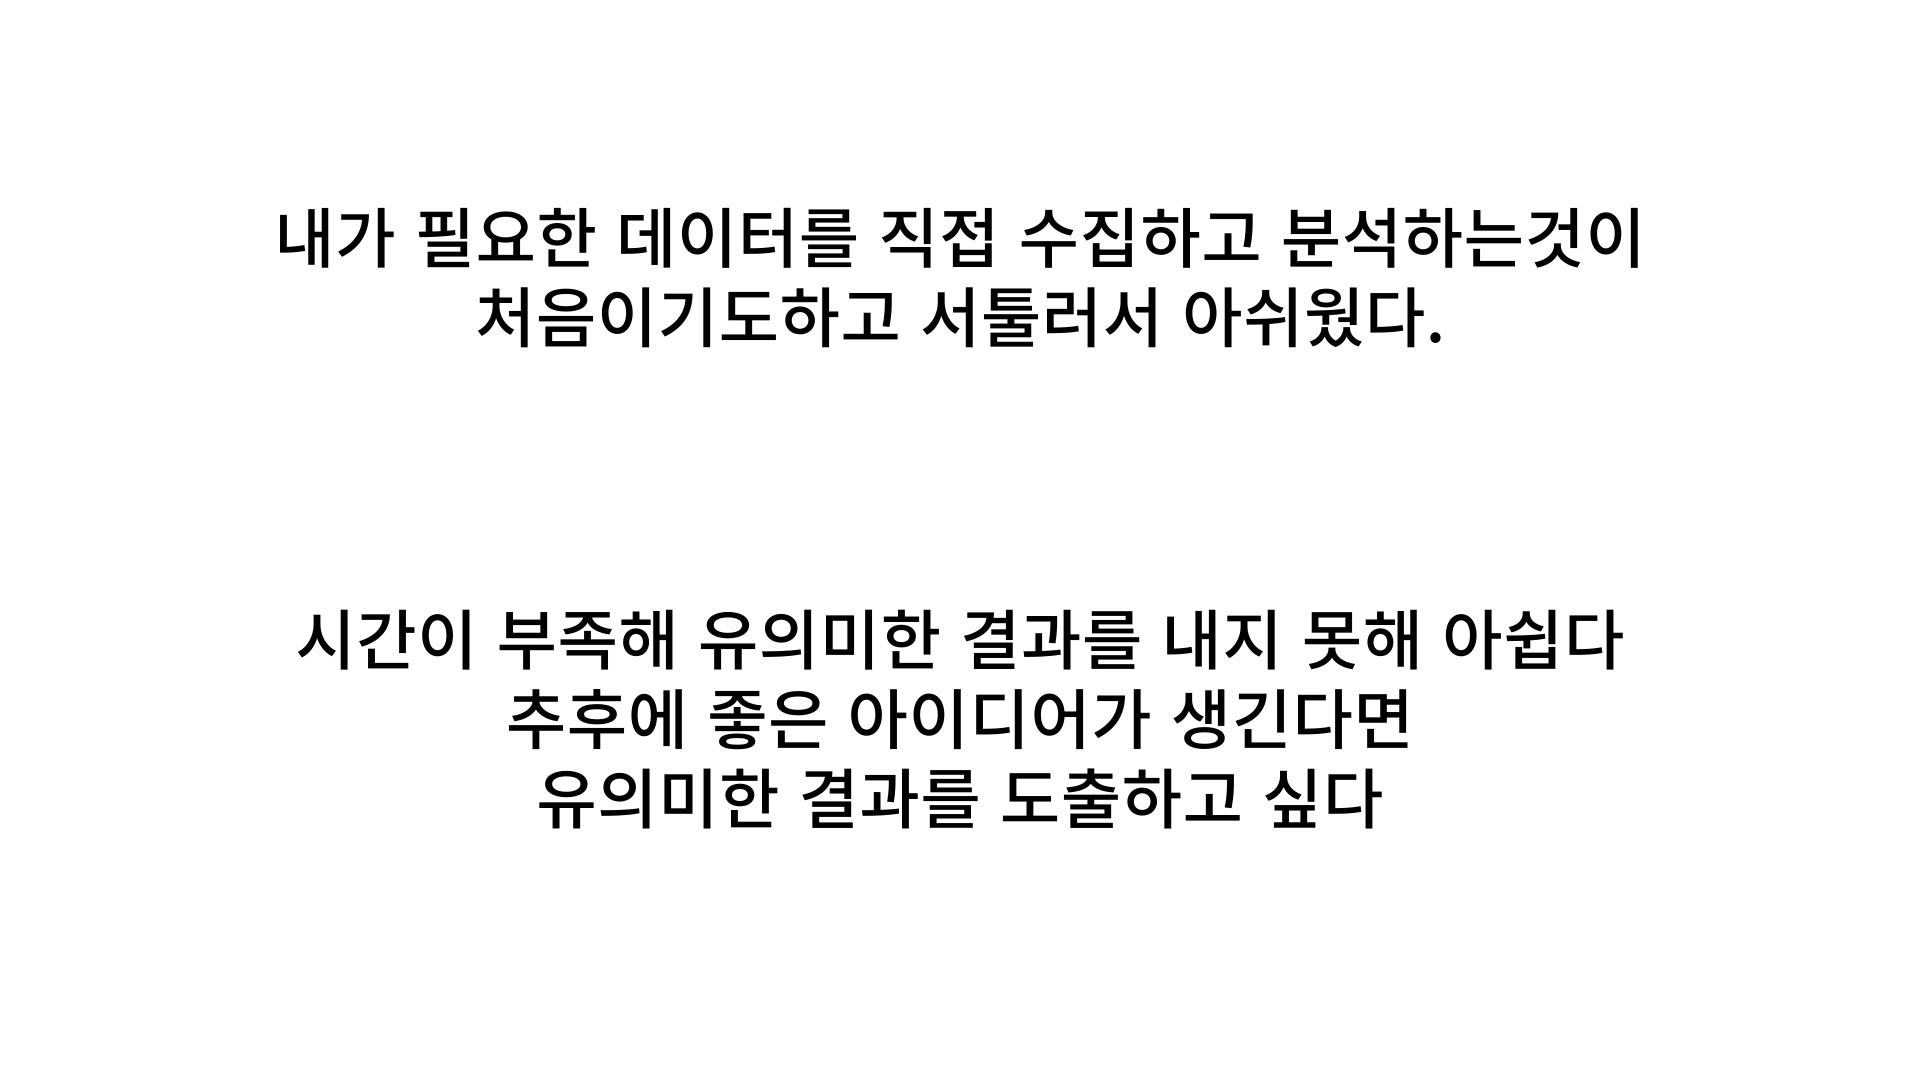 내가 필요한 데이터를 직접 수집하고 분석하는것이
처음이기도하고 서툴러서 아쉬웠다.
시간이 부족해 유의미한 결과를 내지 못해 아쉽다
추후에 좋은 아이디어가 생긴다면
유의미한 결과를 도출하고 싶다